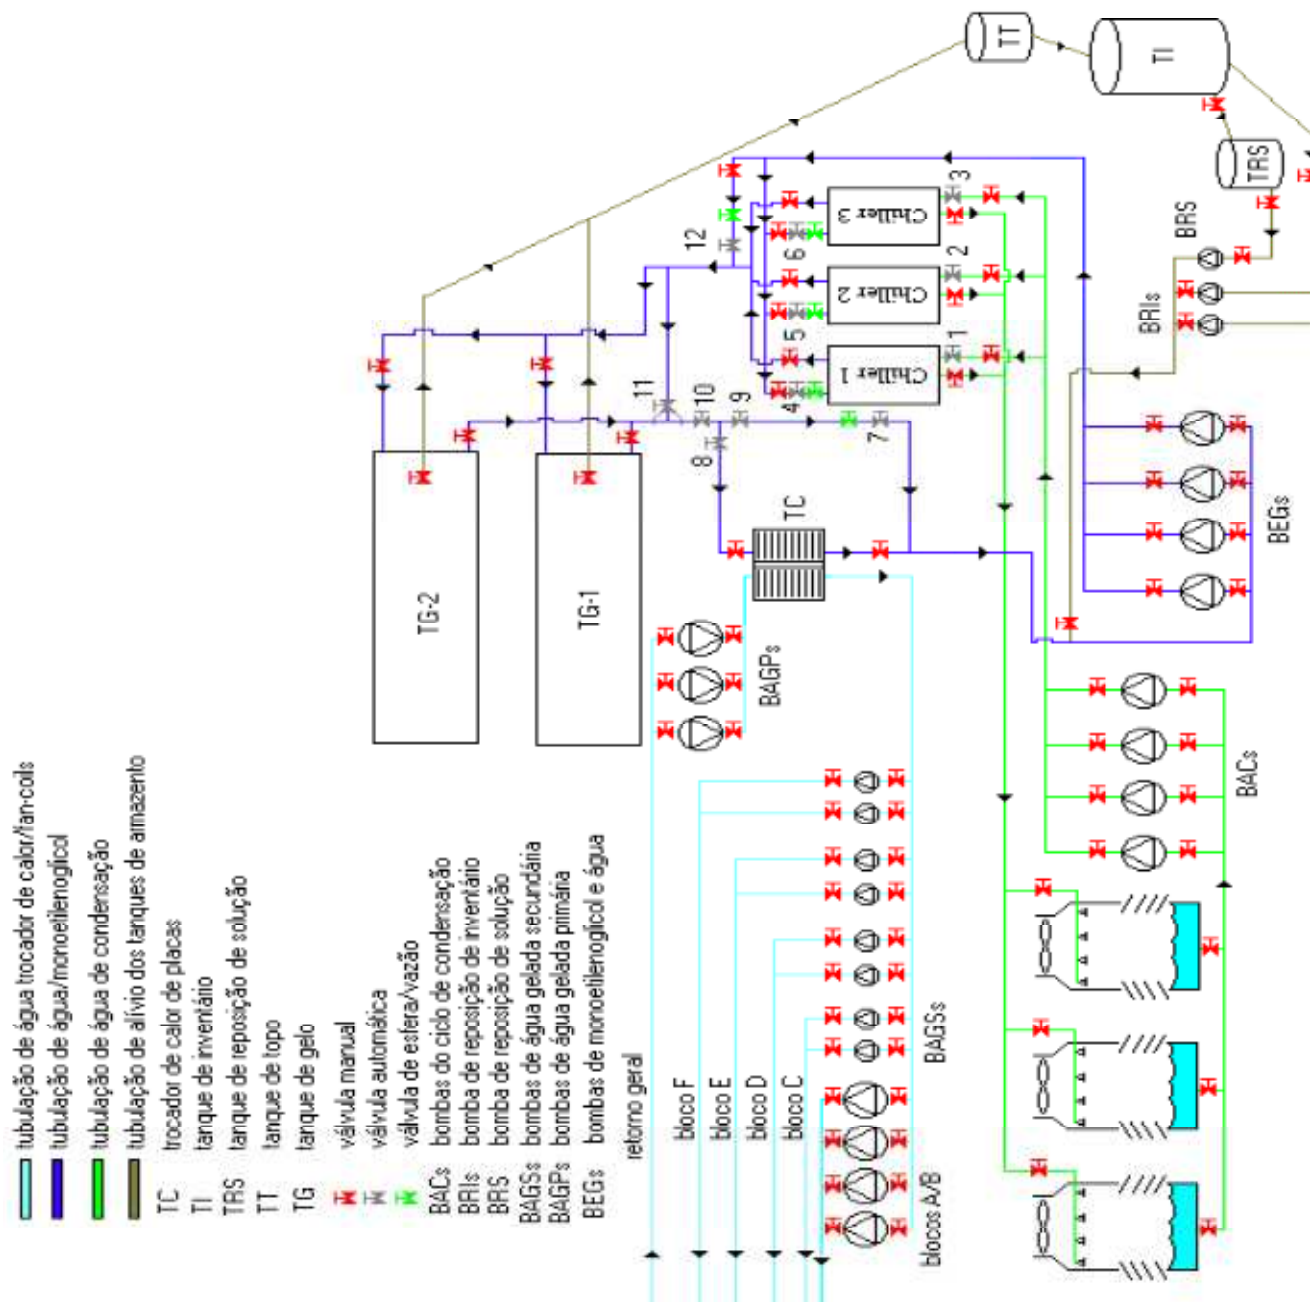 tubulação de água trocador de calor/fan-coils
tubulação de água/monoetilenoglicol
tubulação de água de condensação
tubulação de alívio dos tanques de armazento
TC trocador de calor de placas
TI tanque de inventário
TRS tanque de reposição de solução
TT tanque de topo
TG tanque de gelo
válvula manual
válvula automática
válvula de esfera/vazão
BACs bombas do ciclo de condensação
BRIs bomba de reposição de inventário
BRS bomba de reposição de solução
BAGSs bombas de água gelada secundária
BAGPs bombas de água gelada primária
BEGs bombas de monoetilenoglicol e água
TG-2
TG-1
retorno geral
bloco F
bloco E
bloco D
bloco C
blocos A/B
BAGSs
BAGPs
TC
11
10
9
8
7
12
6
5
4
Chiller 3
Chiller 2
Chiller 1
3
2
1
TT
TI
TRS
BRS
BRIs
BEGs
BACs